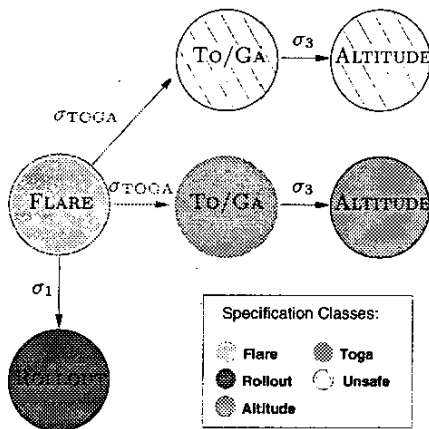 TO/GA σ3 ALTITUDE
σTOGA
FLARE σTOGA TO/GA σ3 ALTITUDE
σ1
ROLLOUT
Specification Classes:
Flare Toga
Rollout Unsafe
Altitude